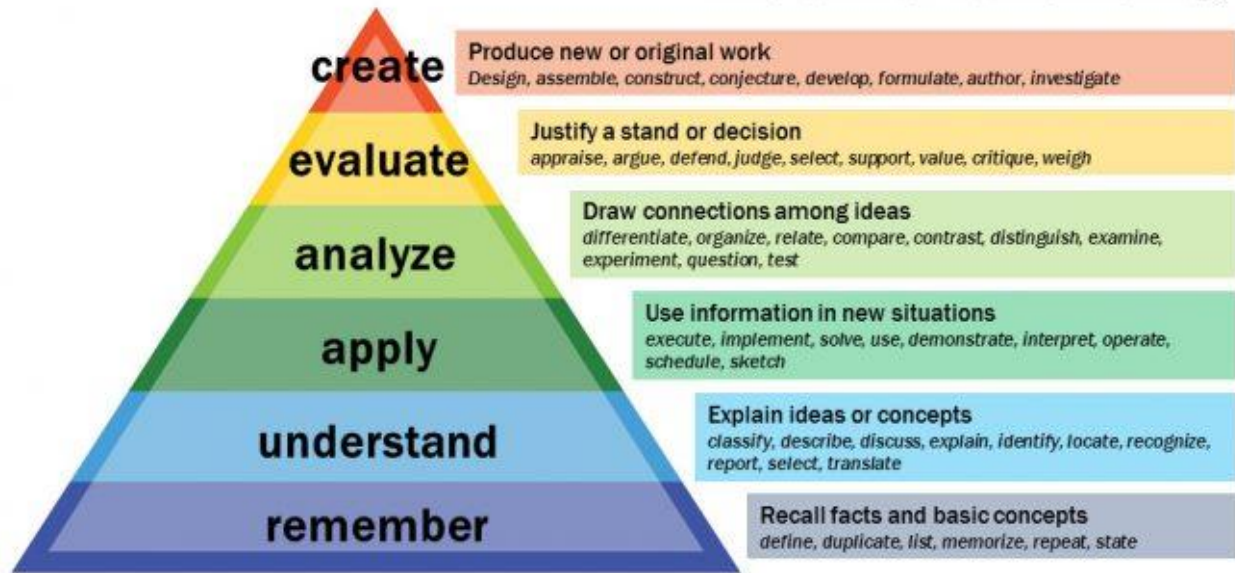 create
Produce new or original work
Design, assemble, construct, conjecture, develop, formulate, author, investigate
evaluate
Justify a stand or decision
appraise, argue, defend, judge, select, support, value, critique, weigh
analyze
Draw connections among ideas
differentiate, organize, relate, compare, contrast, distinguish, examine,
experiment, question, test
apply
Use information in new situations
execute, implement, solve, use, demonstrate, interpret, operate,
schedule, sketch
understand
Explain ideas or concepts
classify, describe, discuss, explain, identify, locate, recognize,
report, select, translate
remember
Recall facts and basic concepts
define, duplicate, list, memorize, repeat, state